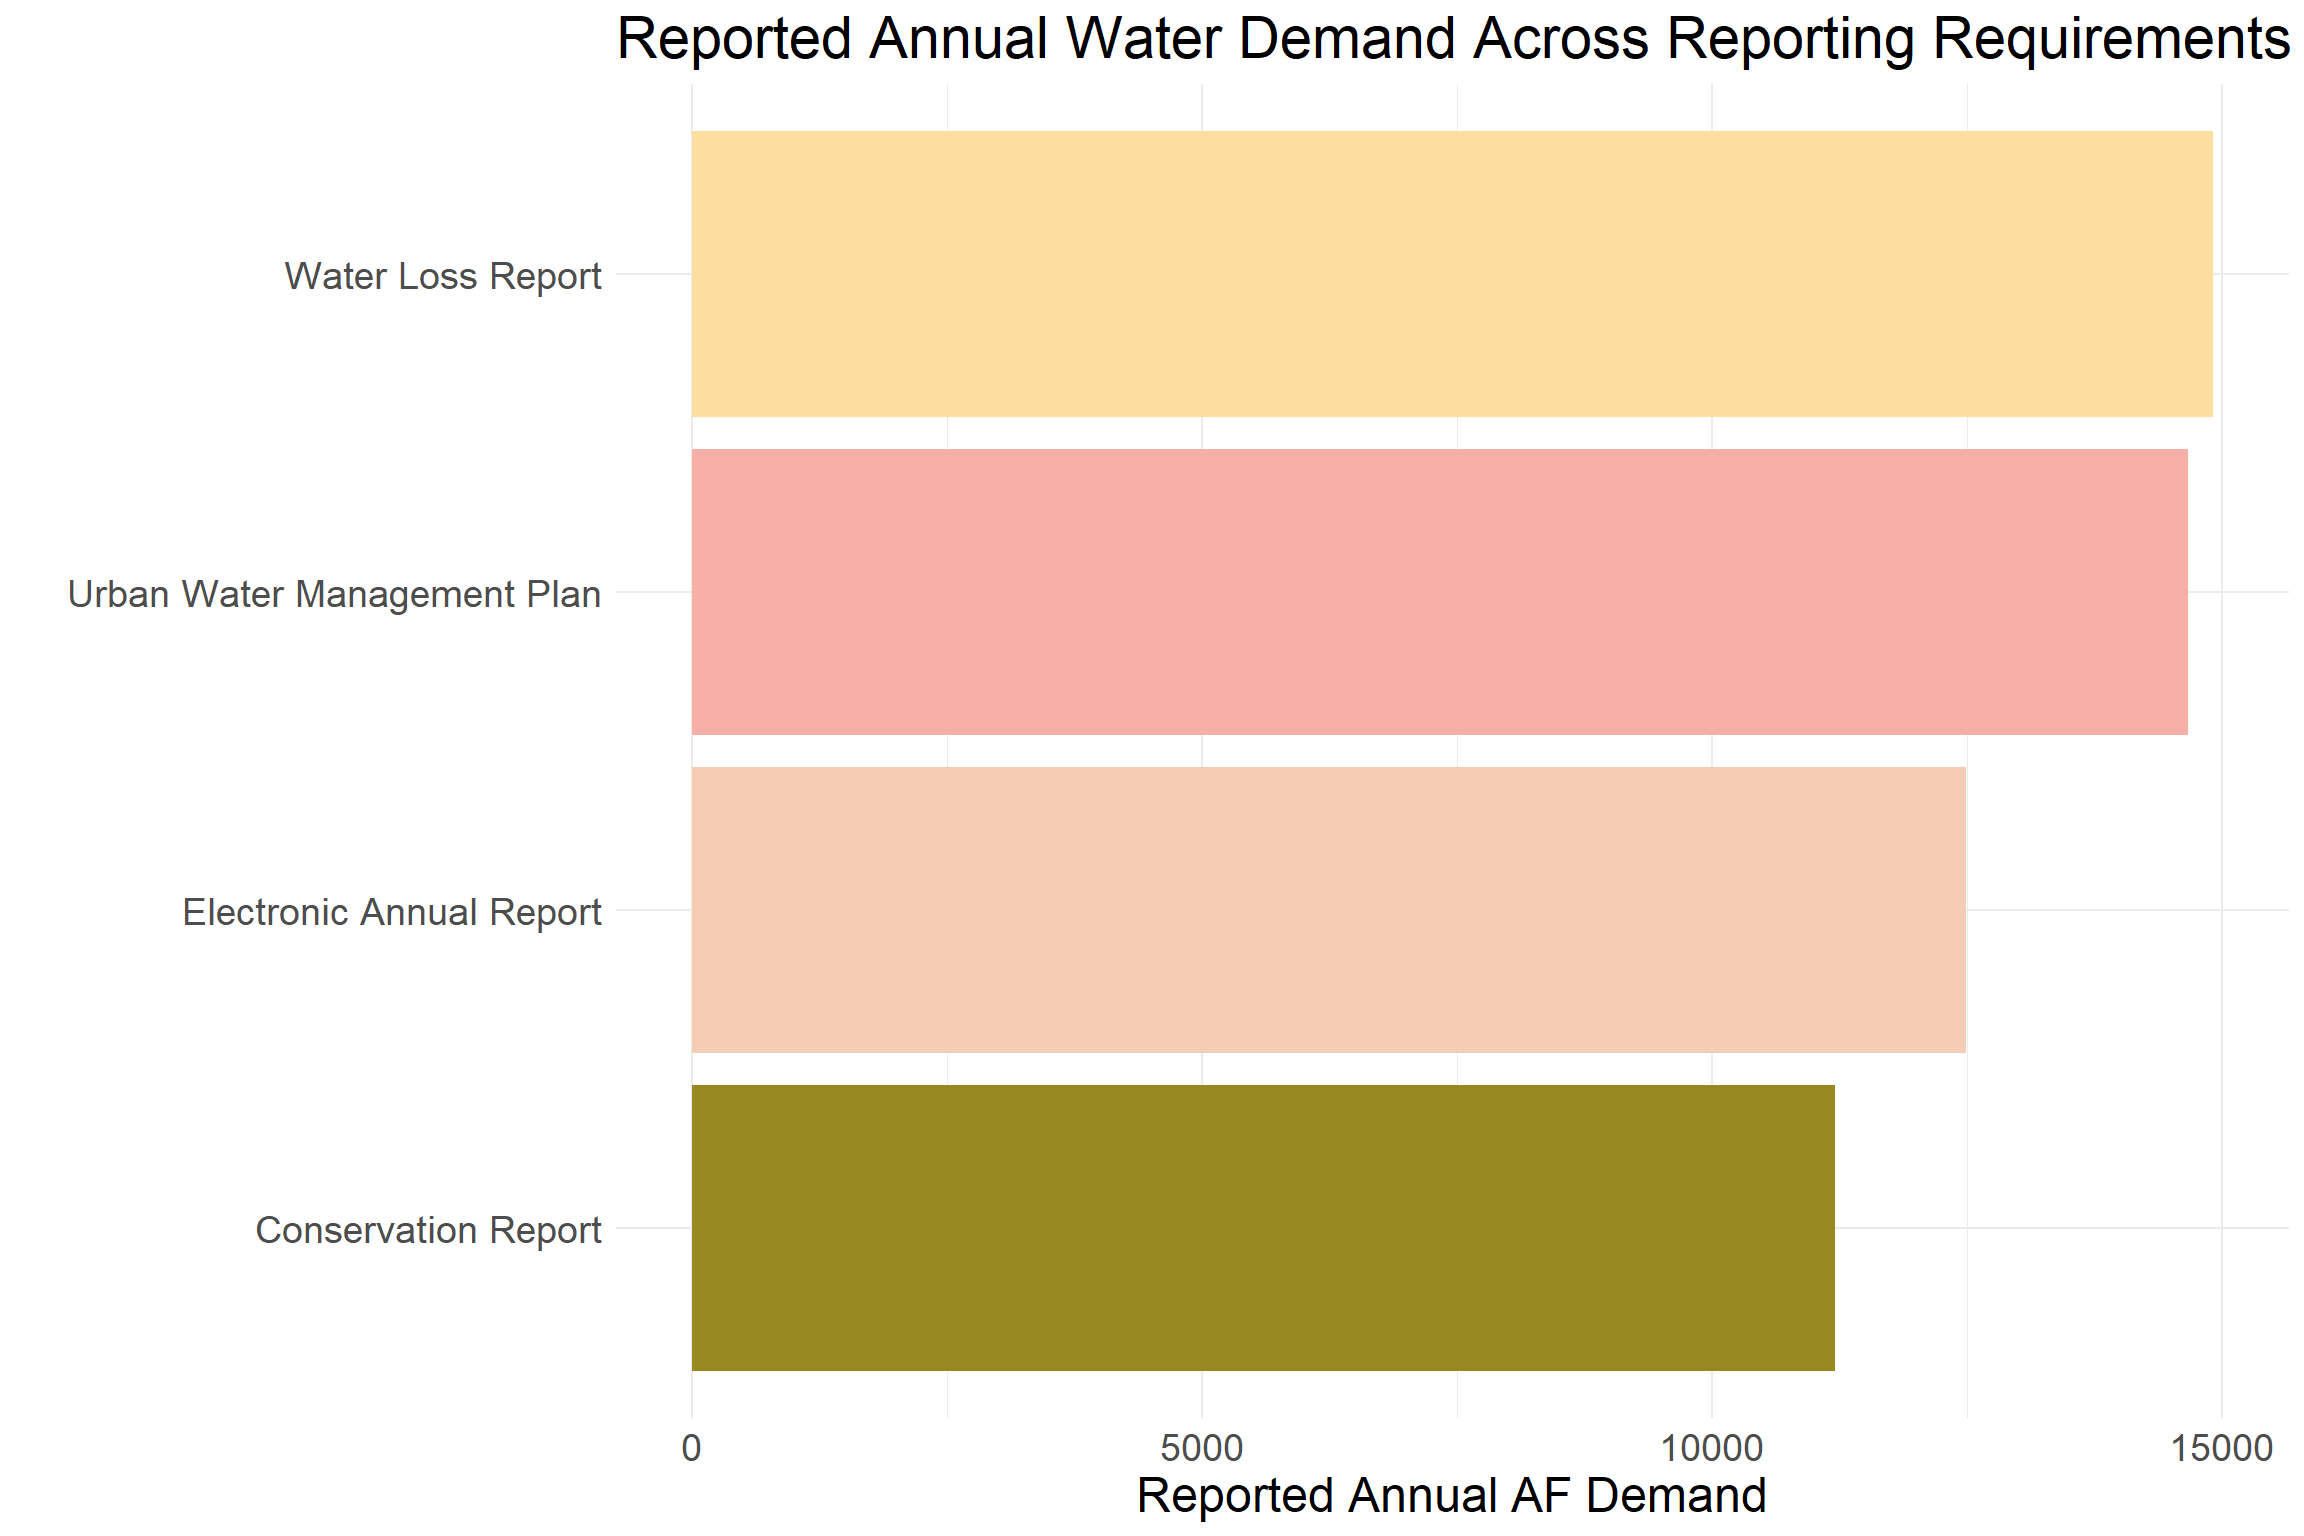 Reported Annual Water Demand Across Reporting Requirements
Water Loss Report
Urban Water Management Plan
Electronic Annual Report
Conservation Report
0 5000 10000 15000
Reported Annual AF Demand